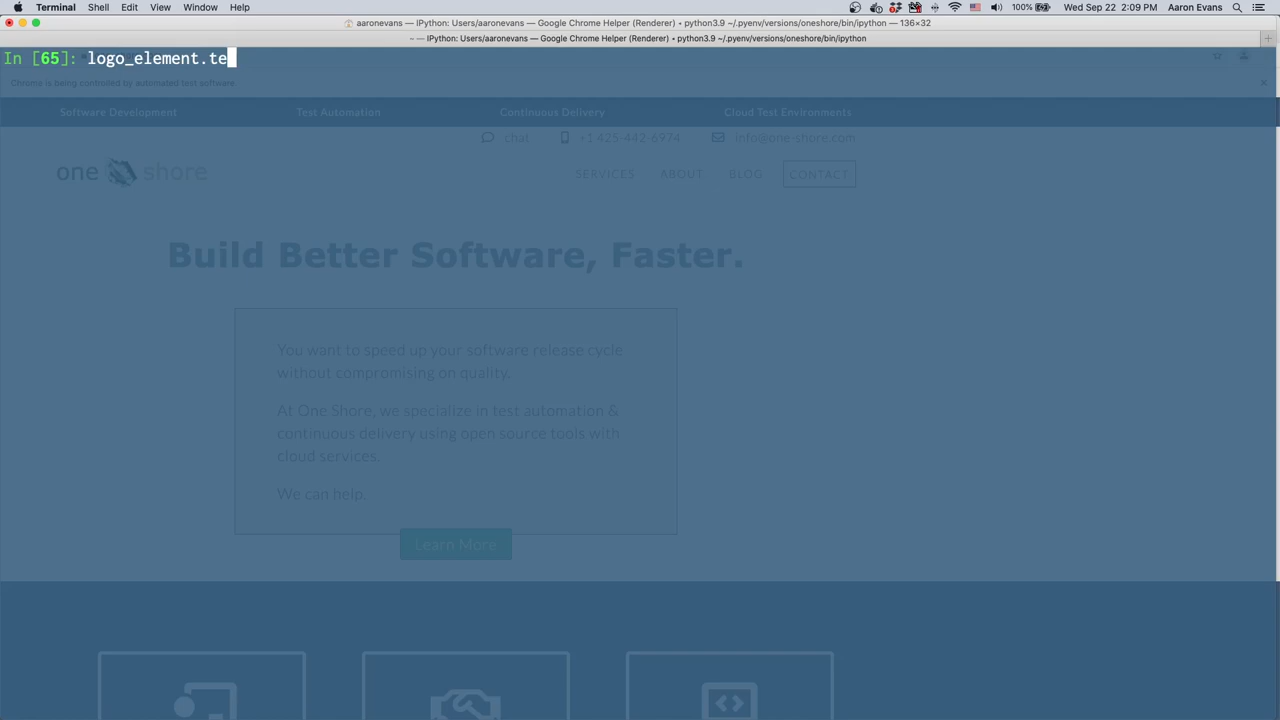 Terminal Shell Edit View Window Help 100% Wed Sep 22 2:09 PM Aaron Evans
aaronevans — IPython: Users/aaronevans — Google Chrome Helper (Renderer) • python3.9 ~/.pyenv/versions/oneshore/bin/ipython — 136×32
~ — IPython: Users/aaronevans — Google Chrome Helper (Renderer) • python3.9 ~/.pyenv/versions/oneshore/bin/ipython
In [65]: logo_element.te
Chrome is being controlled by automated test software.
Software Development Test Automation Continuous Delivery Cloud Test Environments
chat +1 425-442-6974 info@one-shore.com
one shore SERVICES ABOUT BLOG CONTACT
Build Better Software, Faster.
You want to speed up your software release cycle
without compromising on quality.
At One Shore, we specialize in test automation &
continuous delivery using open source tools with
cloud services.
We can help.
Learn More